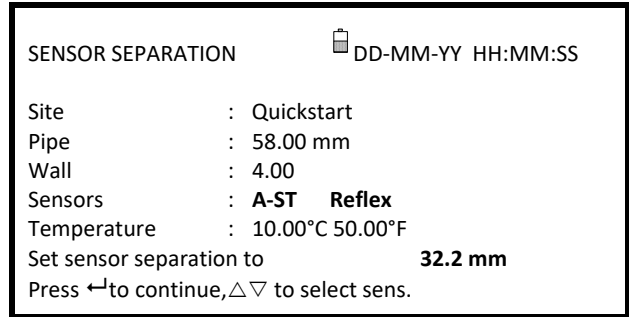 SENSOR SEPARATION DD-MM-YY HH:MM:SS
Site : Quickstart
Pipe : 58.00 mm
Wall : 4.00
Sensors : A-ST Reflex
Temperature : 10.00°C 50.00°F
Set sensor separation to 32.2 mm
Press ↵to continue,△▽ to select sens.